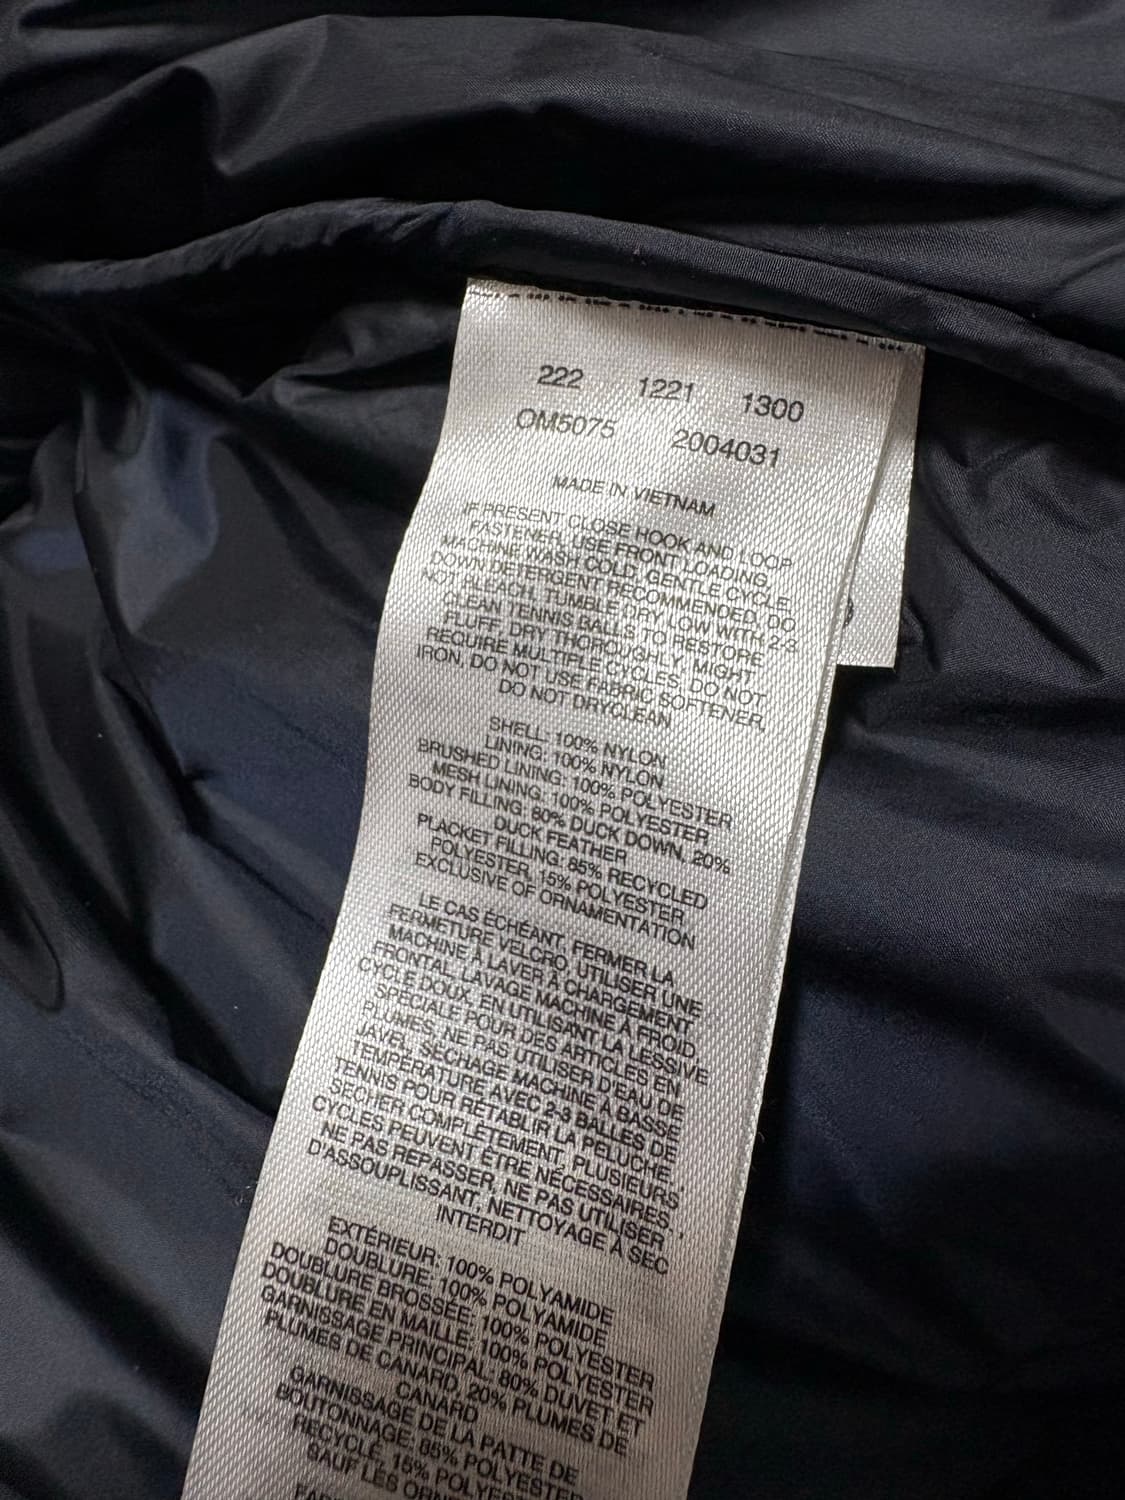 222 1221 1300
OM5075 2004031
MADE IN VIETNAM
IF PRESENT CLOSE HOOK AND LOOP
FASTENER, USE FRONT LOADING,
MACHINE WASH COLD, GENTLE CYCLE,
DOWN DETERGENT RECOMMENDED, DO
NOT BLEACH, TUMBLE DRY LOW WITH 2-3
CLEAN TENNIS BALLS TO RESTORE
FLUFF, DRY THOROUGHLY, MIGHT
REQUIRE MULTIPLE CYCLES, DO NOT
IRON, DO NOT USE FABRIC SOFTENER,
DO NOT DRYCLEAN
SHELL: 100% NYLON
LINING: 100% NYLON
BRUSHED LINING: 100% POLYESTER
MESH LINING: 100% POLYESTER
BODY FILLING: 80% DUCK DOWN, 20%
DUCK FEATHER
PLACKET FILLING: 85% RECYCLED
POLYESTER, 15% POLYESTER
EXCLUSIVE OF ORNAMENTATION
LE CAS ÉCHÉANT, FERMER LA
FERMETURE VELCRO, UTILISER UNE
MACHINE À LAVER À CHARGEMENT
FRONTAL, LAVAGE MACHINE À FROID,
CYCLE DOUX, EN UTILISANT LA LESSIVE
SPÉCIALE POUR DES ARTICLES EN
PLUMES, NE PAS UTILISER D'EAU DE
JAVEL, SÉCHAGE MACHINE À BASSE
TEMPÉRATURE AVEC 2-3 BALLES DE
TENNIS POUR RÉTABLIR LA PELUCHE,
SÉCHER COMPLÈTEMENT, PLUSIEURS
CYCLES PEUVENT ÊTRE NÉCESSAIRES,
NE PAS REPASSER, NE PAS UTILISER
D'ASSOUPLISSANT, NETTOYAGE À SEC
INTERDIT
EXTÉRIEUR: 100% POLYAMIDE
DOUBLURE: 100% POLYAMIDE
DOUBLURE BROSSÉE: 100% POLYESTER
DOUBLURE EN MAILLE: 100% POLYESTER
GARNISSAGE PRINCIPAL: 80% DUVET ET
PLUMES DE CANARD, 20% PLUMES DE
CANARD
GARNISSAGE DE LA PATTE DE
BOUTONNAGE: 85% POLYESTER
RECYCLÉ, 15% POLYESTER
SAUF LES